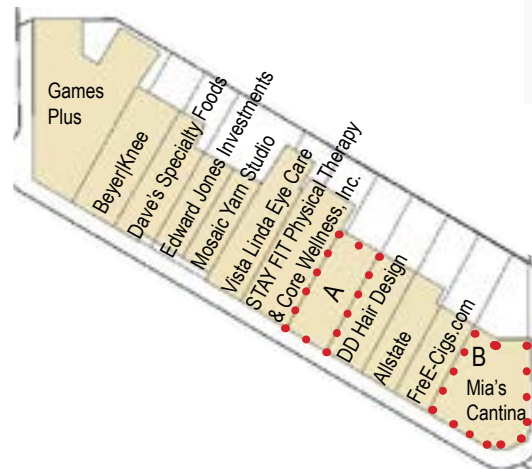 Games
Plus
Beyer|Knee
Dave's Specialty Foods
Edward Jones Investments
Mosaic Yarn Studio
Vista Linda Eye Care
STAY FIT Physical Therapy
& Core Wellness, Inc.
A
DD Hair Design
Allstate
FreE-Cigs.com
B
Mia's
Cantina